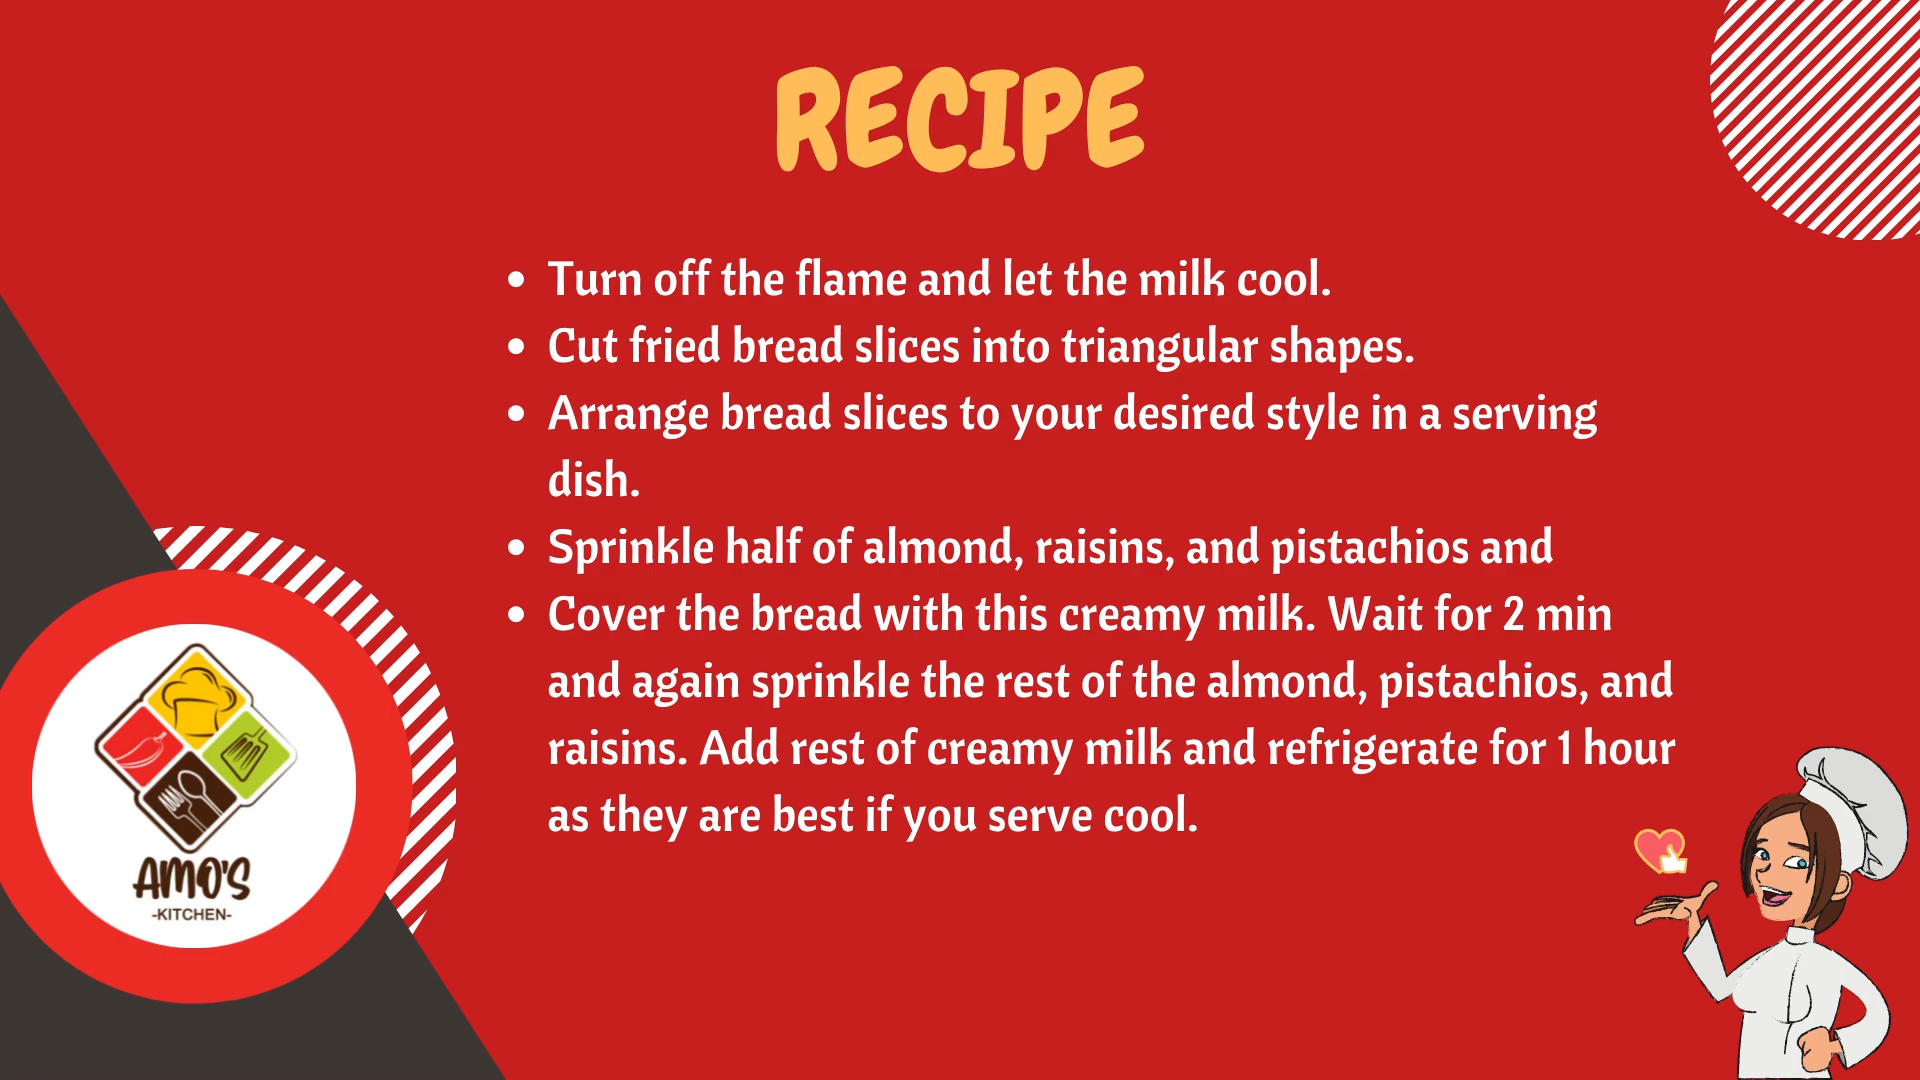 RECIPE
• Turn off the flame and let the milk cool.
• Cut fried bread slices into triangular shapes.
• Arrange bread slices to your desired style in a serving
dish.
• Sprinkle half of almond, raisins, and pistachios and
• Cover the bread with this creamy milk. Wait for 2 min
and again sprinkle the rest of the almond, pistachios, and
raisins. Add rest of creamy milk and refrigerate for 1 hour
as they are best if you serve cool.
AMO'S
-KITCHEN-